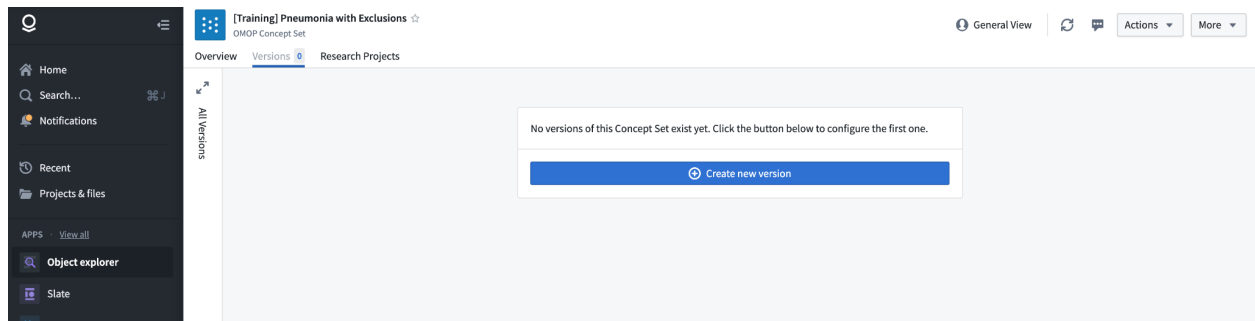 [Training] Pneumonia with Exclusions
OMOP Concept Set
General View
Actions
More
Overview Versions 0 Research Projects
Home
Search... ⌘ J
Notifications
Recent
Projects & files
APPS · View all
Object explorer
Slate
All Versions
No versions of this Concept Set exist yet. Click the button below to configure the first one.
Create new version